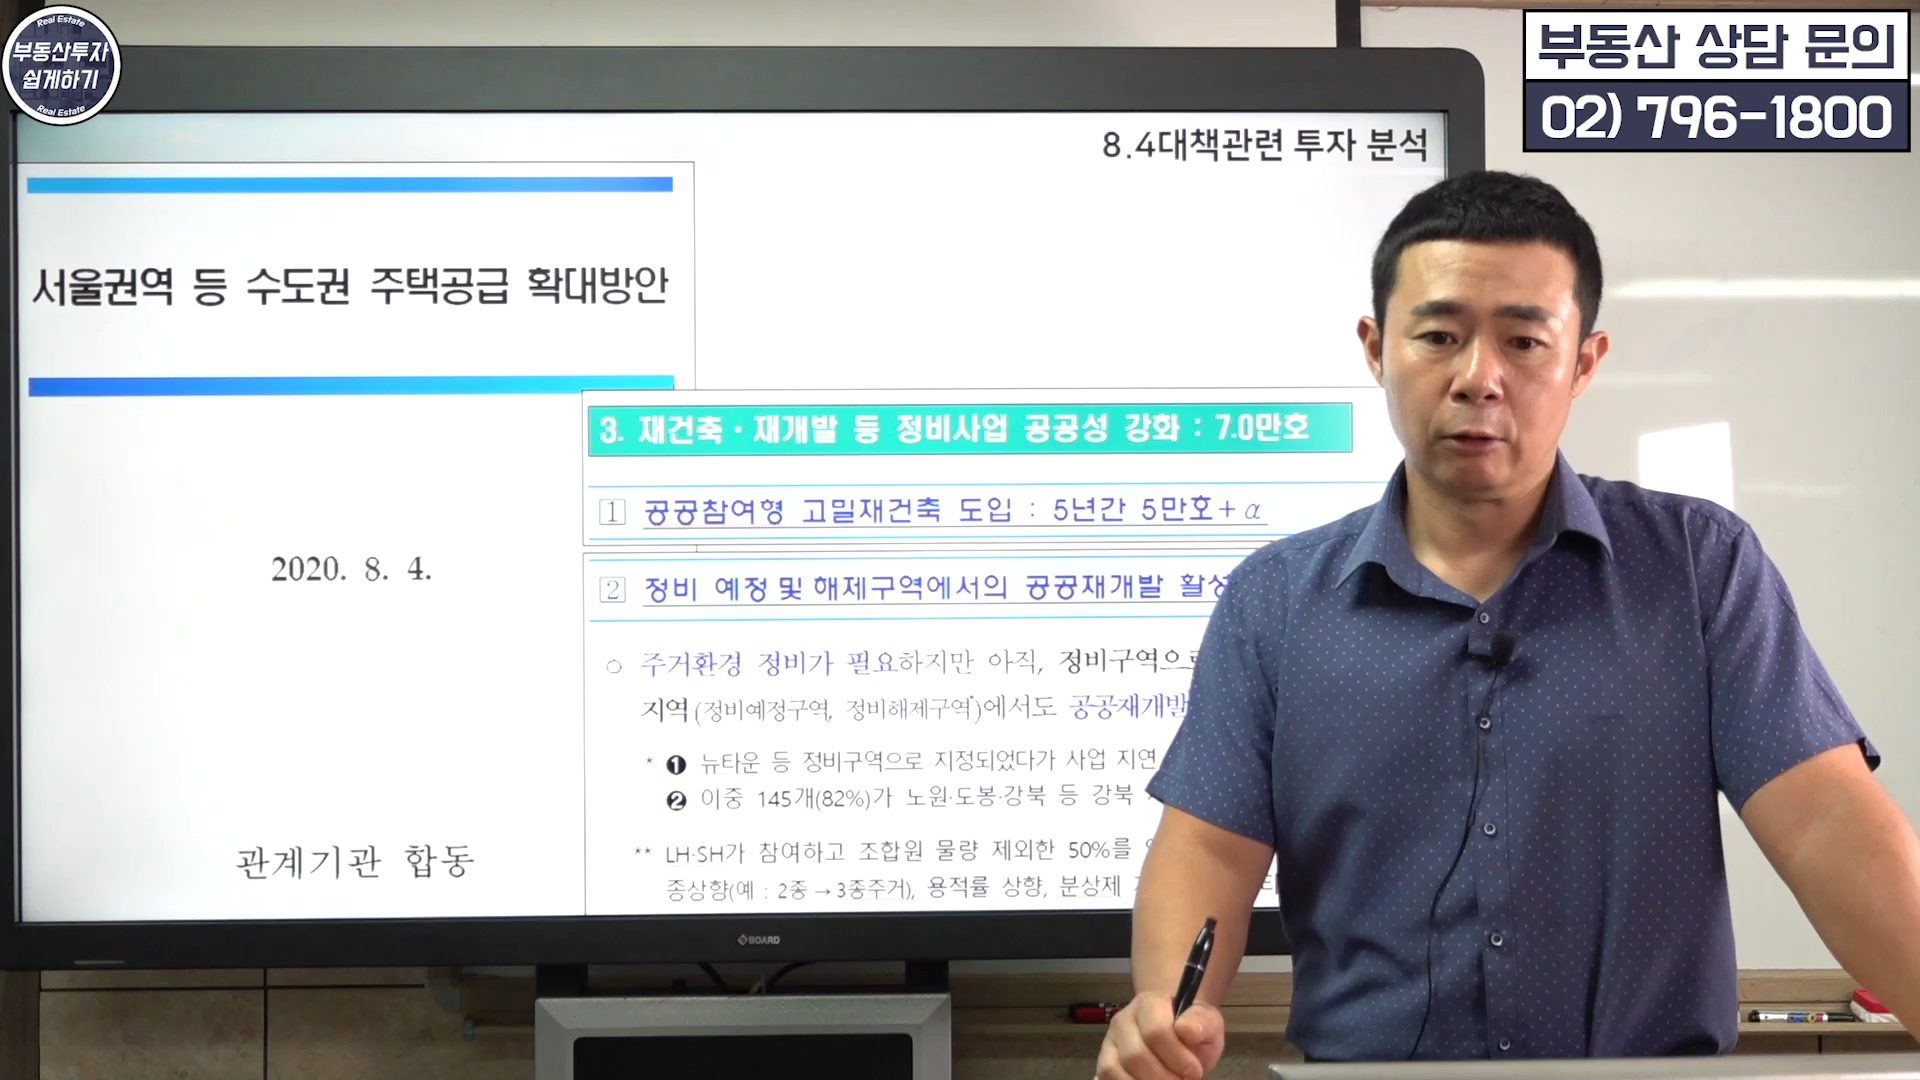 Real Estate
부동산투자
쉽게하기
Real Estate
부동산 상담 문의
02) 796-1800
8.4대책관련 투자 분석
서울권역 등 수도권 주택공급 확대방안
2020. 8. 4.
관계기관 합동
3. 재건축·재개발 등 정비사업 공공성 강화 : 7.0만호
1 공공참여형 고밀재건축 도입 : 5년간 5만호+α
2 정비 예정 및 해제구역에서의 공공재개발
○ 주거환경 정비가 필요하지만 아직, 정비구역으로
지역(정비예정구역, 정비해제구역*)에서도 공공재개발
* ❶ 뉴타운 등 정비구역으로 지정되었다가 사업 지연
❷ 이중 145개(82%)가 노원·도봉·강북 등 강북
** LH·SH가 참여하고 조합원 물량 제외한 50%를
종상향(예 : 2종→3종주거), 용적률 상향, 분상제
BOARD